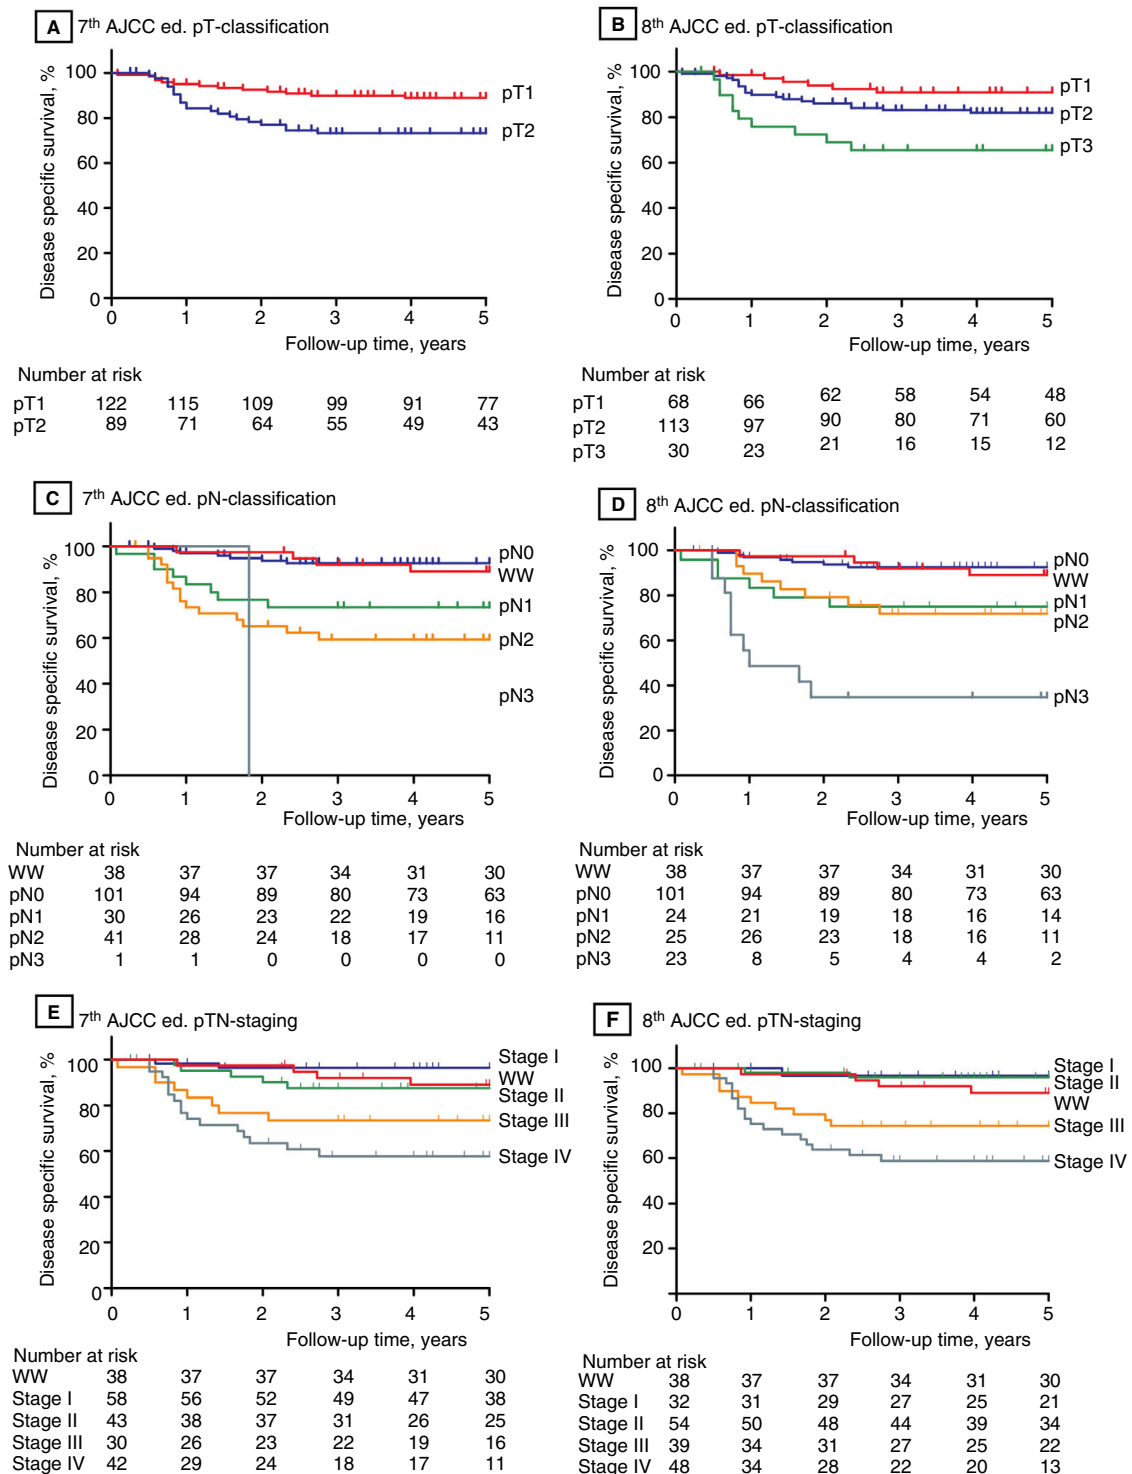 A 7th AJCC ed. pT-classification
Disease specific survival, %
100
80
60
40
20
0
pT1
pT2
0 1 2 3 4 5
Follow-up time, years
Number at risk
pT1 122 115 109 99 91 77
pT2 89 71 64 55 49 43
B 8th AJCC ed. pT-classification
Disease specific survival, %
100
80
60
40
20
0
pT1
pT2
pT3
0 1 2 3 4 5
Follow-up time, years
Number at risk
pT1 68 66 62 58 54 48
pT2 113 97 90 80 71 60
pT3 30 23 21 16 15 12
C 7th AJCC ed. pN-classification
Disease specific survival, %
100
80
60
40
20
0
pN0
WW
pN1
pN2
pN3
0 1 2 3 4 5
Follow-up time, years
Number at risk
WW 38 37 37 34 31 30
pN0 101 94 89 80 73 63
pN1 30 26 23 22 19 16
pN2 41 28 24 18 17 11
pN3 1 1 0 0 0 0
D 8th AJCC ed. pN-classification
Disease specific survival, %
100
80
60
40
20
0
pN0
WW
pN1
pN2
pN3
0 1 2 3 4 5
Follow-up time, years
Number at risk
WW 38 37 37 34 31 30
pN0 101 94 89 80 73 63
pN1 24 21 19 18 16 14
pN2 25 26 23 18 16 11
pN3 23 8 5 4 4 2
E 7th AJCC ed. pTN-staging
Disease specific survival, %
100
80
60
40
20
0
Stage I
WW
Stage II
Stage III
Stage IV
0 1 2 3 4 5
Follow-up time, years
Number at risk
WW 38 37 37 34 31 30
Stage I 58 56 52 49 47 38
Stage II 43 38 37 31 26 25
Stage III 30 26 23 22 19 16
Stage IV 42 29 24 18 17 11
F 8th AJCC ed. pTN-staging
Disease specific survival, %
100
80
60
40
20
Stage I
Stage II
WW
Stage III
Stage IV
0 1 2 3 4 5
Follow-up time, years
Number at risk
WW 38 37 37 34 31 30
Stage I 32 31 29 27 25 21
Stage II 54 50 48 44 39 34
Stage III 39 34 31 27 25 22
Stage IV 48 34 28 22 20 13